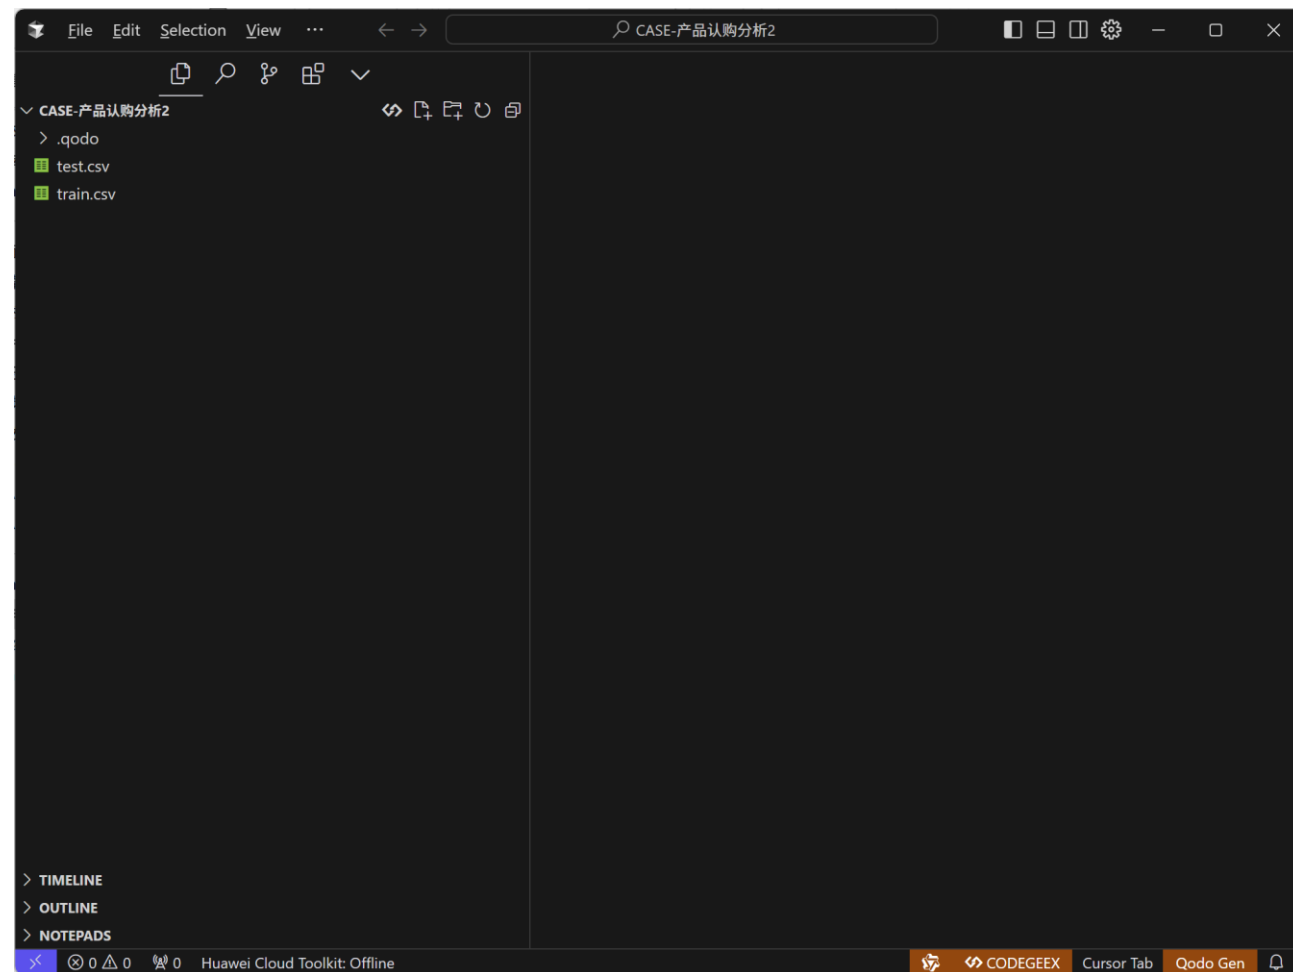 File Edit Selection View ··· CASE-产品认购分析2
CASE-产品认购分析2
.qodo
test.csv
train.csv
TIMELINE
OUTLINE
NOTEPADS
0 0 0 Huawei Cloud Toolkit: Offline CODEGEEX Cursor Tab Qodo Gen